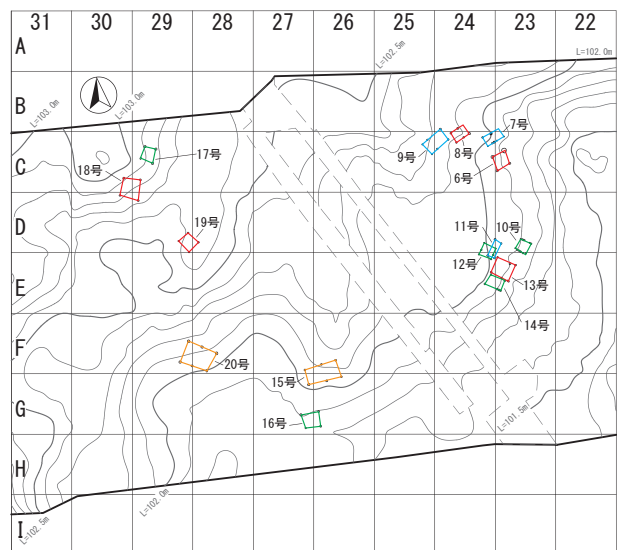 31 30 29 28 27 26 25 24 23 22
A
L=102.5m
L=102.0m
B
L=103.0m
L=103.0m
7号
9号
8号
17号
6号
C
18号
19号
11号
10号
D
12号
E
13号
14号
F
20号
15号
G
16号
L=101.5m
H
L=102.0m
I
L=102.5m